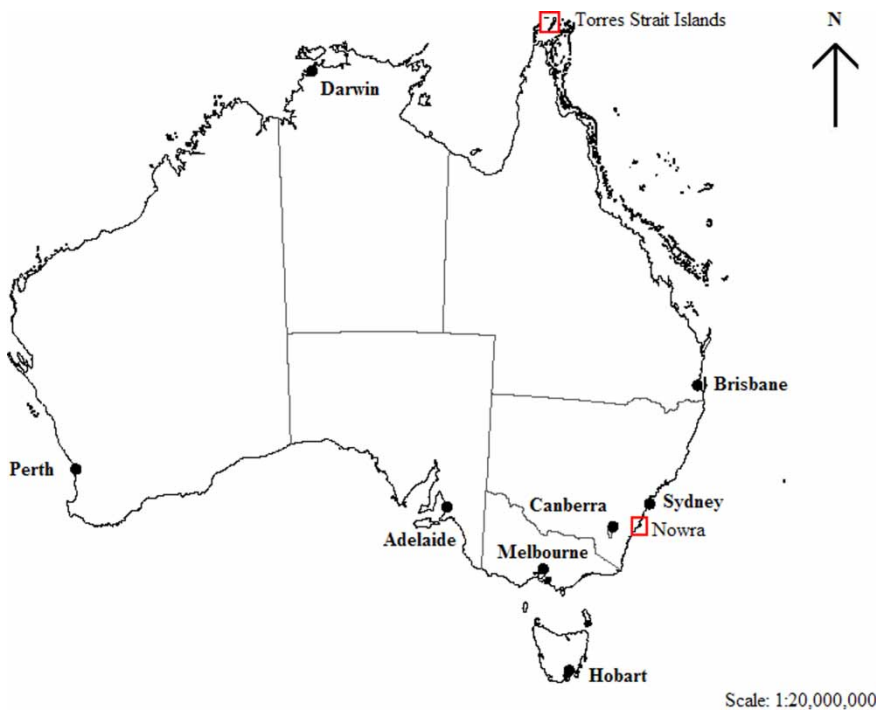 Torres Strait Islands
N
Darwin
Brisbane
Perth
Sydney
Canberra
Nowra
Adelaide
Melbourne
Hobart
Scale: 1:20,000,000